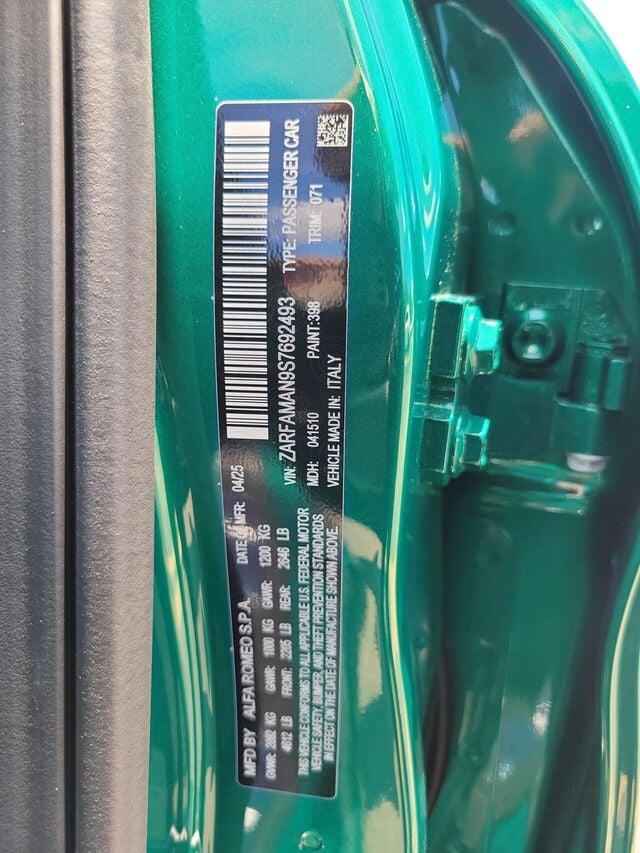 MFD BY ALFA ROMEO S.P.A. DATE OF MFR: 04/25
GVWR: 2092 KG GAWR: 1000 KG GAWR: 1200 KG
4612 LB FRONT: 2205 LB REAR: 2646 LB
THIS VEHICLE CONFORMS TO ALL APPLICABLE U.S. FEDERAL MOTOR
VEHICLE SAFETY, BUMPER, AND THEFT PREVENTION STANDARDS
IN EFFECT ON THE DATE OF MANUFACTURE SHOWN ABOVE.
VIN: ZARFAMAN9S7692493 TYPE: PASSENGER CAR
MDH: 041510 PAINT:398 TRIM: 071
VEHICLE MADE IN: ITALY